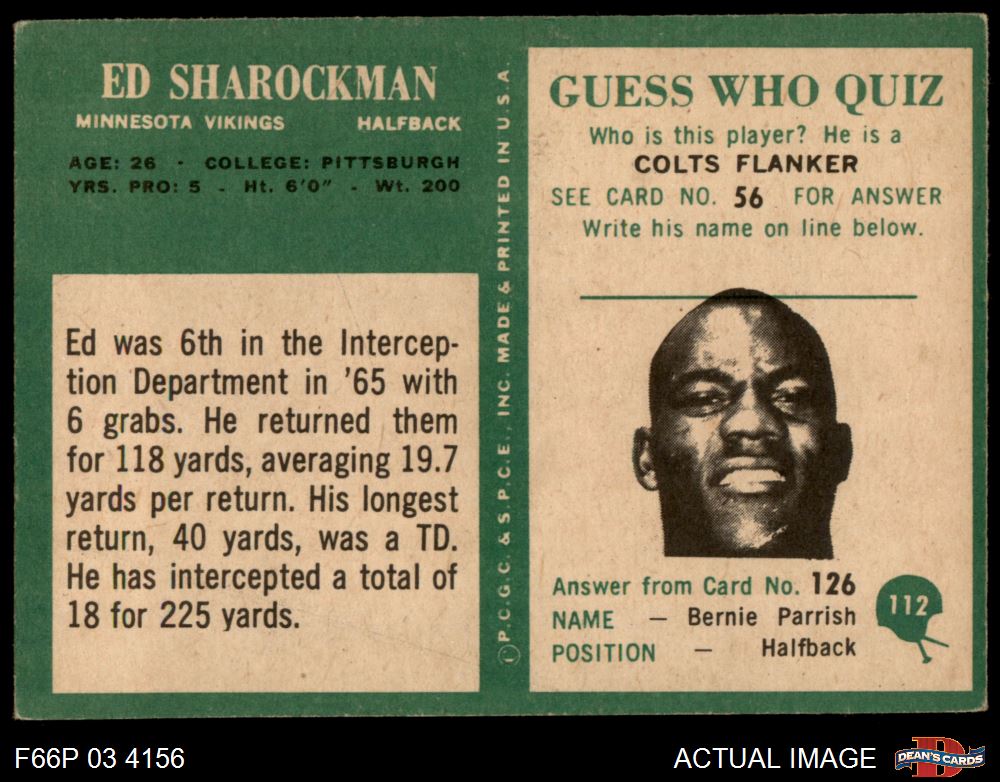 ED SHAROCKMAN
MINNESOTA VIKINGS HALFBACK
AGE: 26 · COLLEGE: PITTSBURGH
YRS. PRO: 5 - Ht. 6'0" - Wt. 200
Ed was 6th in the Intercep-
tion Department in '65 with
6 grabs. He returned them
for 118 yards, averaging 19.7
yards per return. His longest
return, 40 yards, was a TD.
He has intercepted a total of
18 for 225 yards.
Ⓟ P.C.G.C. & S.P.C.E., INC. MADE & PRINTED IN U.S.A.
GUESS WHO QUIZ
Who is this player? He is a
COLTS FLANKER
SEE CARD NO. 56 FOR ANSWER
Write his name on line below.
Answer from Card No. 126
NAME — Bernie Parrish
POSITION — Halfback
112
F66P 03 4156
ACTUAL IMAGE
D
DEAN'S CARDS